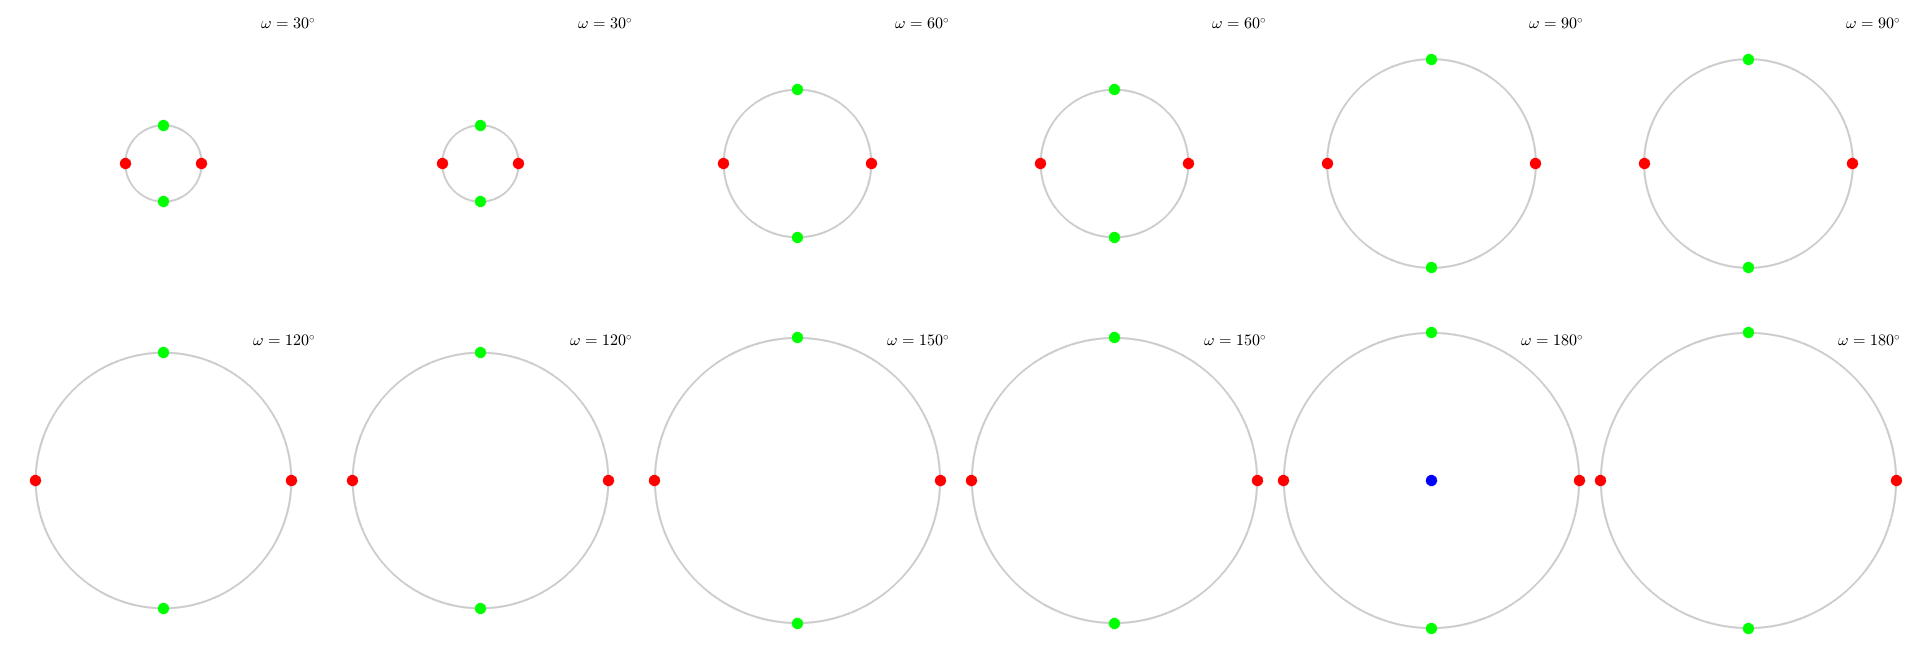 ω = 30°
ω = 30°
ω = 60°
ω = 60°
ω = 90°
ω = 90°
ω = 120°
ω = 120°
ω = 150°
ω = 150°
ω = 180°
ω = 180°